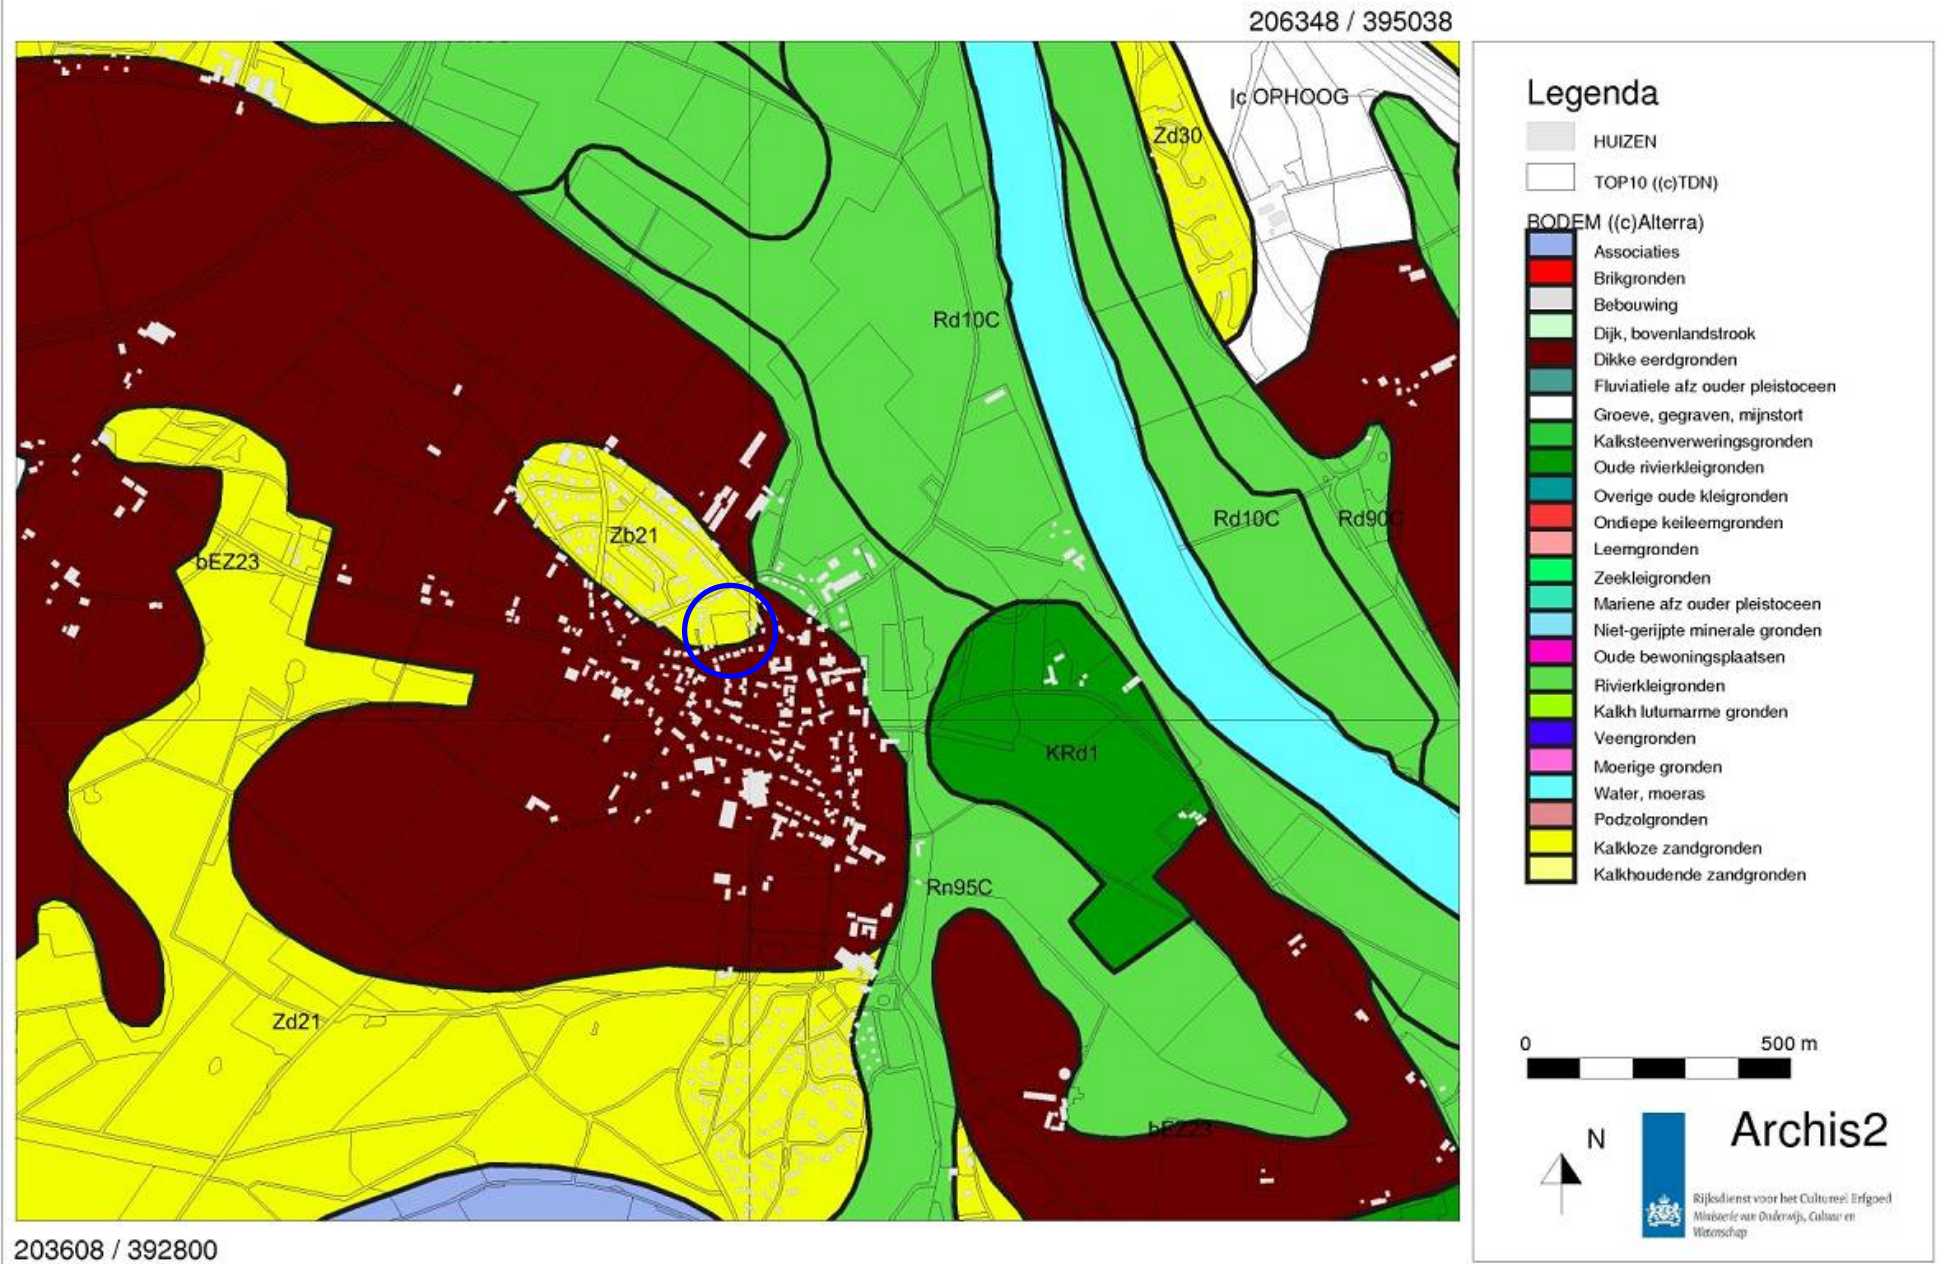 206348 / 395038
|c OPHOOG
Zd30
Rd10C
Zb21
bEZ23
Rd10C
Rd90C
KRd1
Rn95C
Zd21
bEZ23
203608 / 392800
Legenda
HUIZEN
TOP10 ((c)TDN)
BODEM ((c)Alterra)
Associaties
Brikgronden
Bebouwing
Dijk, bovenlandstrook
Dikke eerdgronden
Fluviatiele afz ouder pleistoceen
Groeve, gegraven, mijnstort
Kalksteenverweringsgronden
Oude rivierkleigronden
Overige oude kleigronden
Ondiepe keileemgronden
Leemgronden
Zeekleigronden
Mariene afz ouder pleistoceen
Niet-gerijpte minerale gronden
Oude bewoningsplaatsen
Rivierkleigronden
Kalkh lutumarme gronden
Veengronden
Moerige gronden
Water, moeras
Podzolgronden
Kalkloze zandgronden
Kalkhoudende zandgronden
0 500 m
N
Archis2
Rijksdienst voor het Cultureel Erfgoed
Ministerie van Onderwijs, Cultuur en
Wetenschap